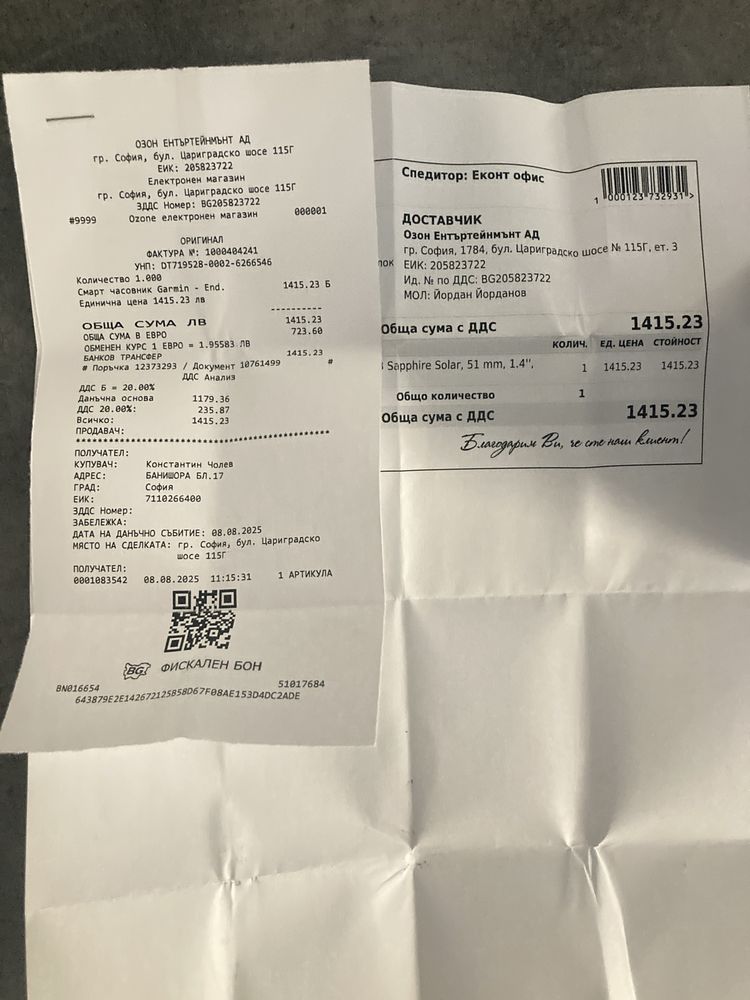 ОЗОН ЕНТЪРТЕЙНМЪНТ АД
гр. София, бул. Цариградско шосе 115Г
ЕИК: 205823722
Електронен магазин
гр. София, бул. Цариградско шосе 115Г
ЗДДС Номер: BG205823722
#9999 Ozone електронен магазин 000001
ОРИГИНАЛ
ФАКТУРА №: 1000404241
УНП: DT719528-0002-6266546
Количество 1.000
Смарт часовник Garmin - End. 1415.23 Б
Единична цена 1415.23 лв
----------
ОБЩА СУМА ЛВ 1415.23
ОБЩА СУМА В ЕВРО 723.60
ОБМЕНЕН КУРС 1 ЕВРО = 1.95583 ЛВ
БАНКОВ ТРАНСФЕР 1415.23
# Поръчка 12373293 / Документ 10761499 #
ДДС Анализ
ДДС Б = 20.00%
Данъчна основа 1179.36
ДДС 20.00%: 235.87
Всичко: 1415.23
ПРОДАВАЧ:
****************************************
ПОЛУЧАТЕЛ:
КУПУВАЧ: Константин Чолев
АДРЕС: БАНИШОРА БЛ.17
ГРАД: София
ЕИК: 7110266400
ЗДДС Номер:
ЗАБЕЛЕЖКА:
ДАТА НА ДАНЪЧНО СЪБИТИЕ: 08.08.2025
МЯСТО НА СДЕЛКАТА: гр. София, бул. Цариградско
шосе 115Г
ПОЛУЧАТЕЛ:
0001083542 08.08.2025 11:15:31 1 АРТИКУЛА
BG ФИСКАЛЕН БОН
BN016654 51017684
643879E2E142672125B58D67F08AE153D4DC2ADE
Спедитор: Еконт офис
1 000123 732931 >
ДОСТАВЧИК
Озон Ентъртейнмънт АД
гр. София, 1784, бул. Цариградско шосе № 115Г, ет. 3
ЕИК: 205823722
Ид. № по ДДС: BG205823722
МОЛ: Йордан Йорданов
Обща сума с ДДС 1415.23
КОЛИЧ. ЕД. ЦЕНА СТОЙНОСТ
Sapphire Solar, 51 mm, 1.4", 1 1415.23 1415.23
Общо количество 1
Обща сума с ДДС 1415.23
Благодарим Ви, че сте наш клиент!